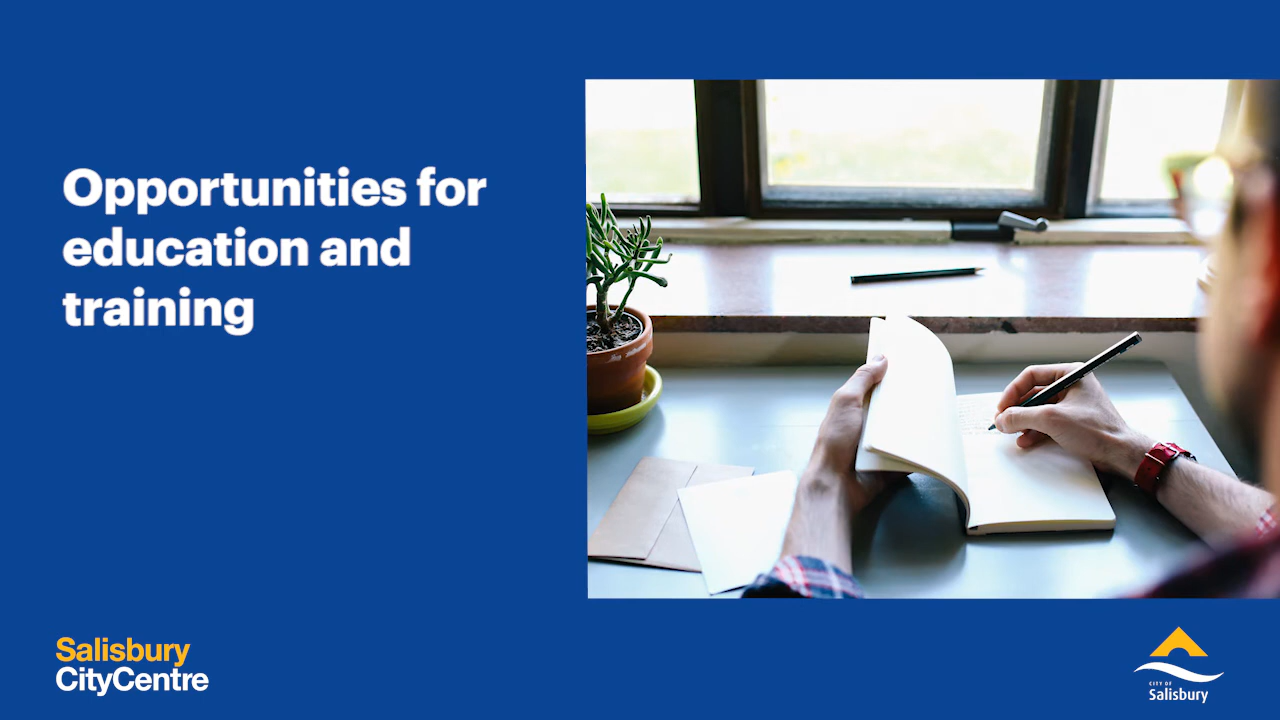 Opportunities for
education and
training
Salisbury
CityCentre
CITY OF
Salisbury